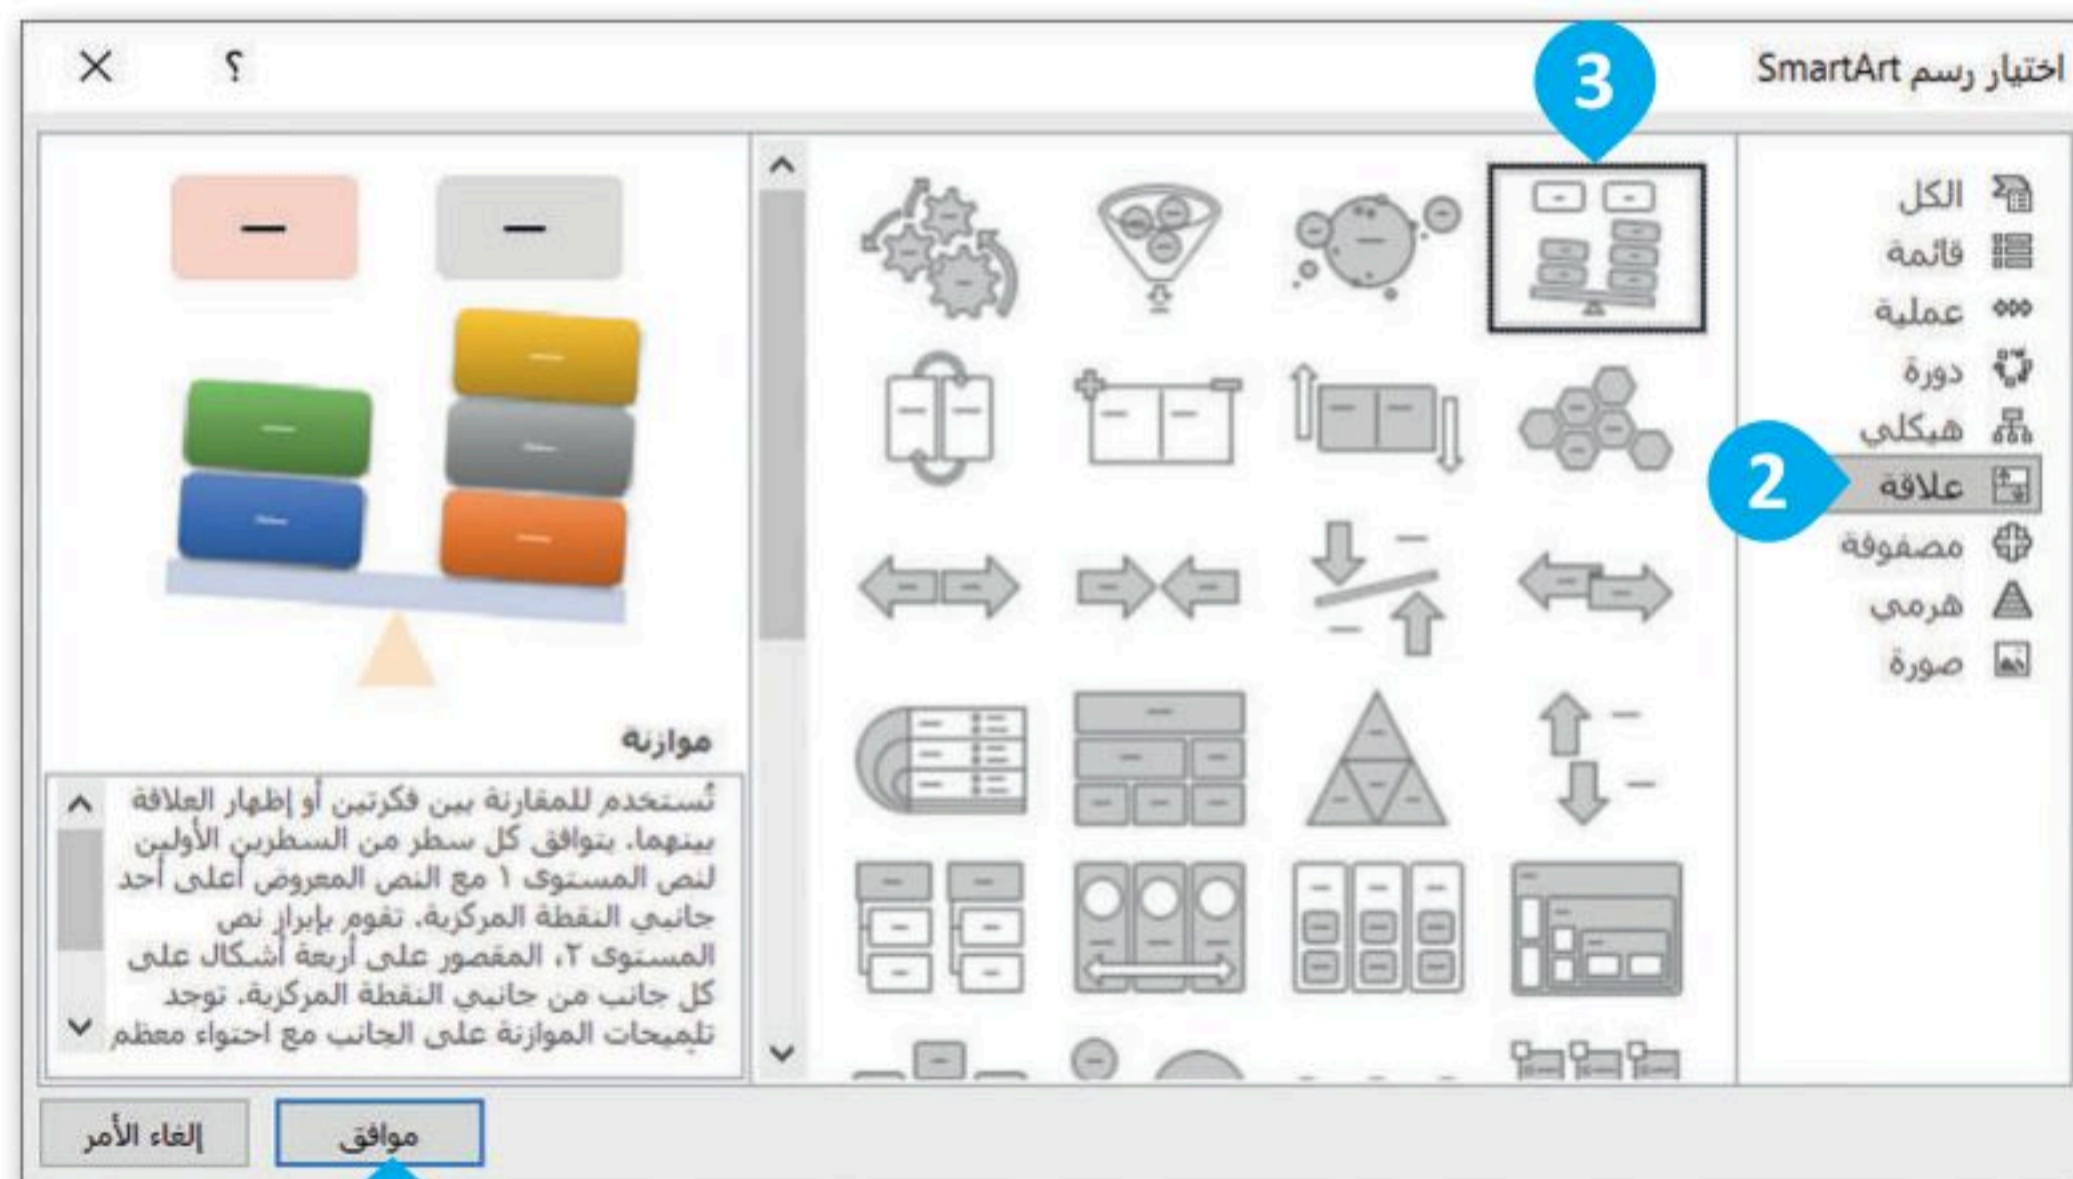 اختيار رسم SmartArt
؟
3
الكل
قائمة
عملية
دورة
هيكلي
علاقة
2
مصفوفة
هرمي
صورة
موازنة
تُستخدم للمقارنة بين فكرتين أو إظهار العلاقة
بينهما. يتوافق كل سطر من السطرين الأولين
لنص المستوى ١ مع النص المعروض أعلى أحد
جانبي النقطة المركزية. تقوم بإبراز نص
المستوى ٢، المقصور على أربعة أشكال على
كل جانب من جانبي النقطة المركزية. توجد
تلميحات الموازنة على الجانب مع احتواء معظم
موافق
إلغاء الأمر